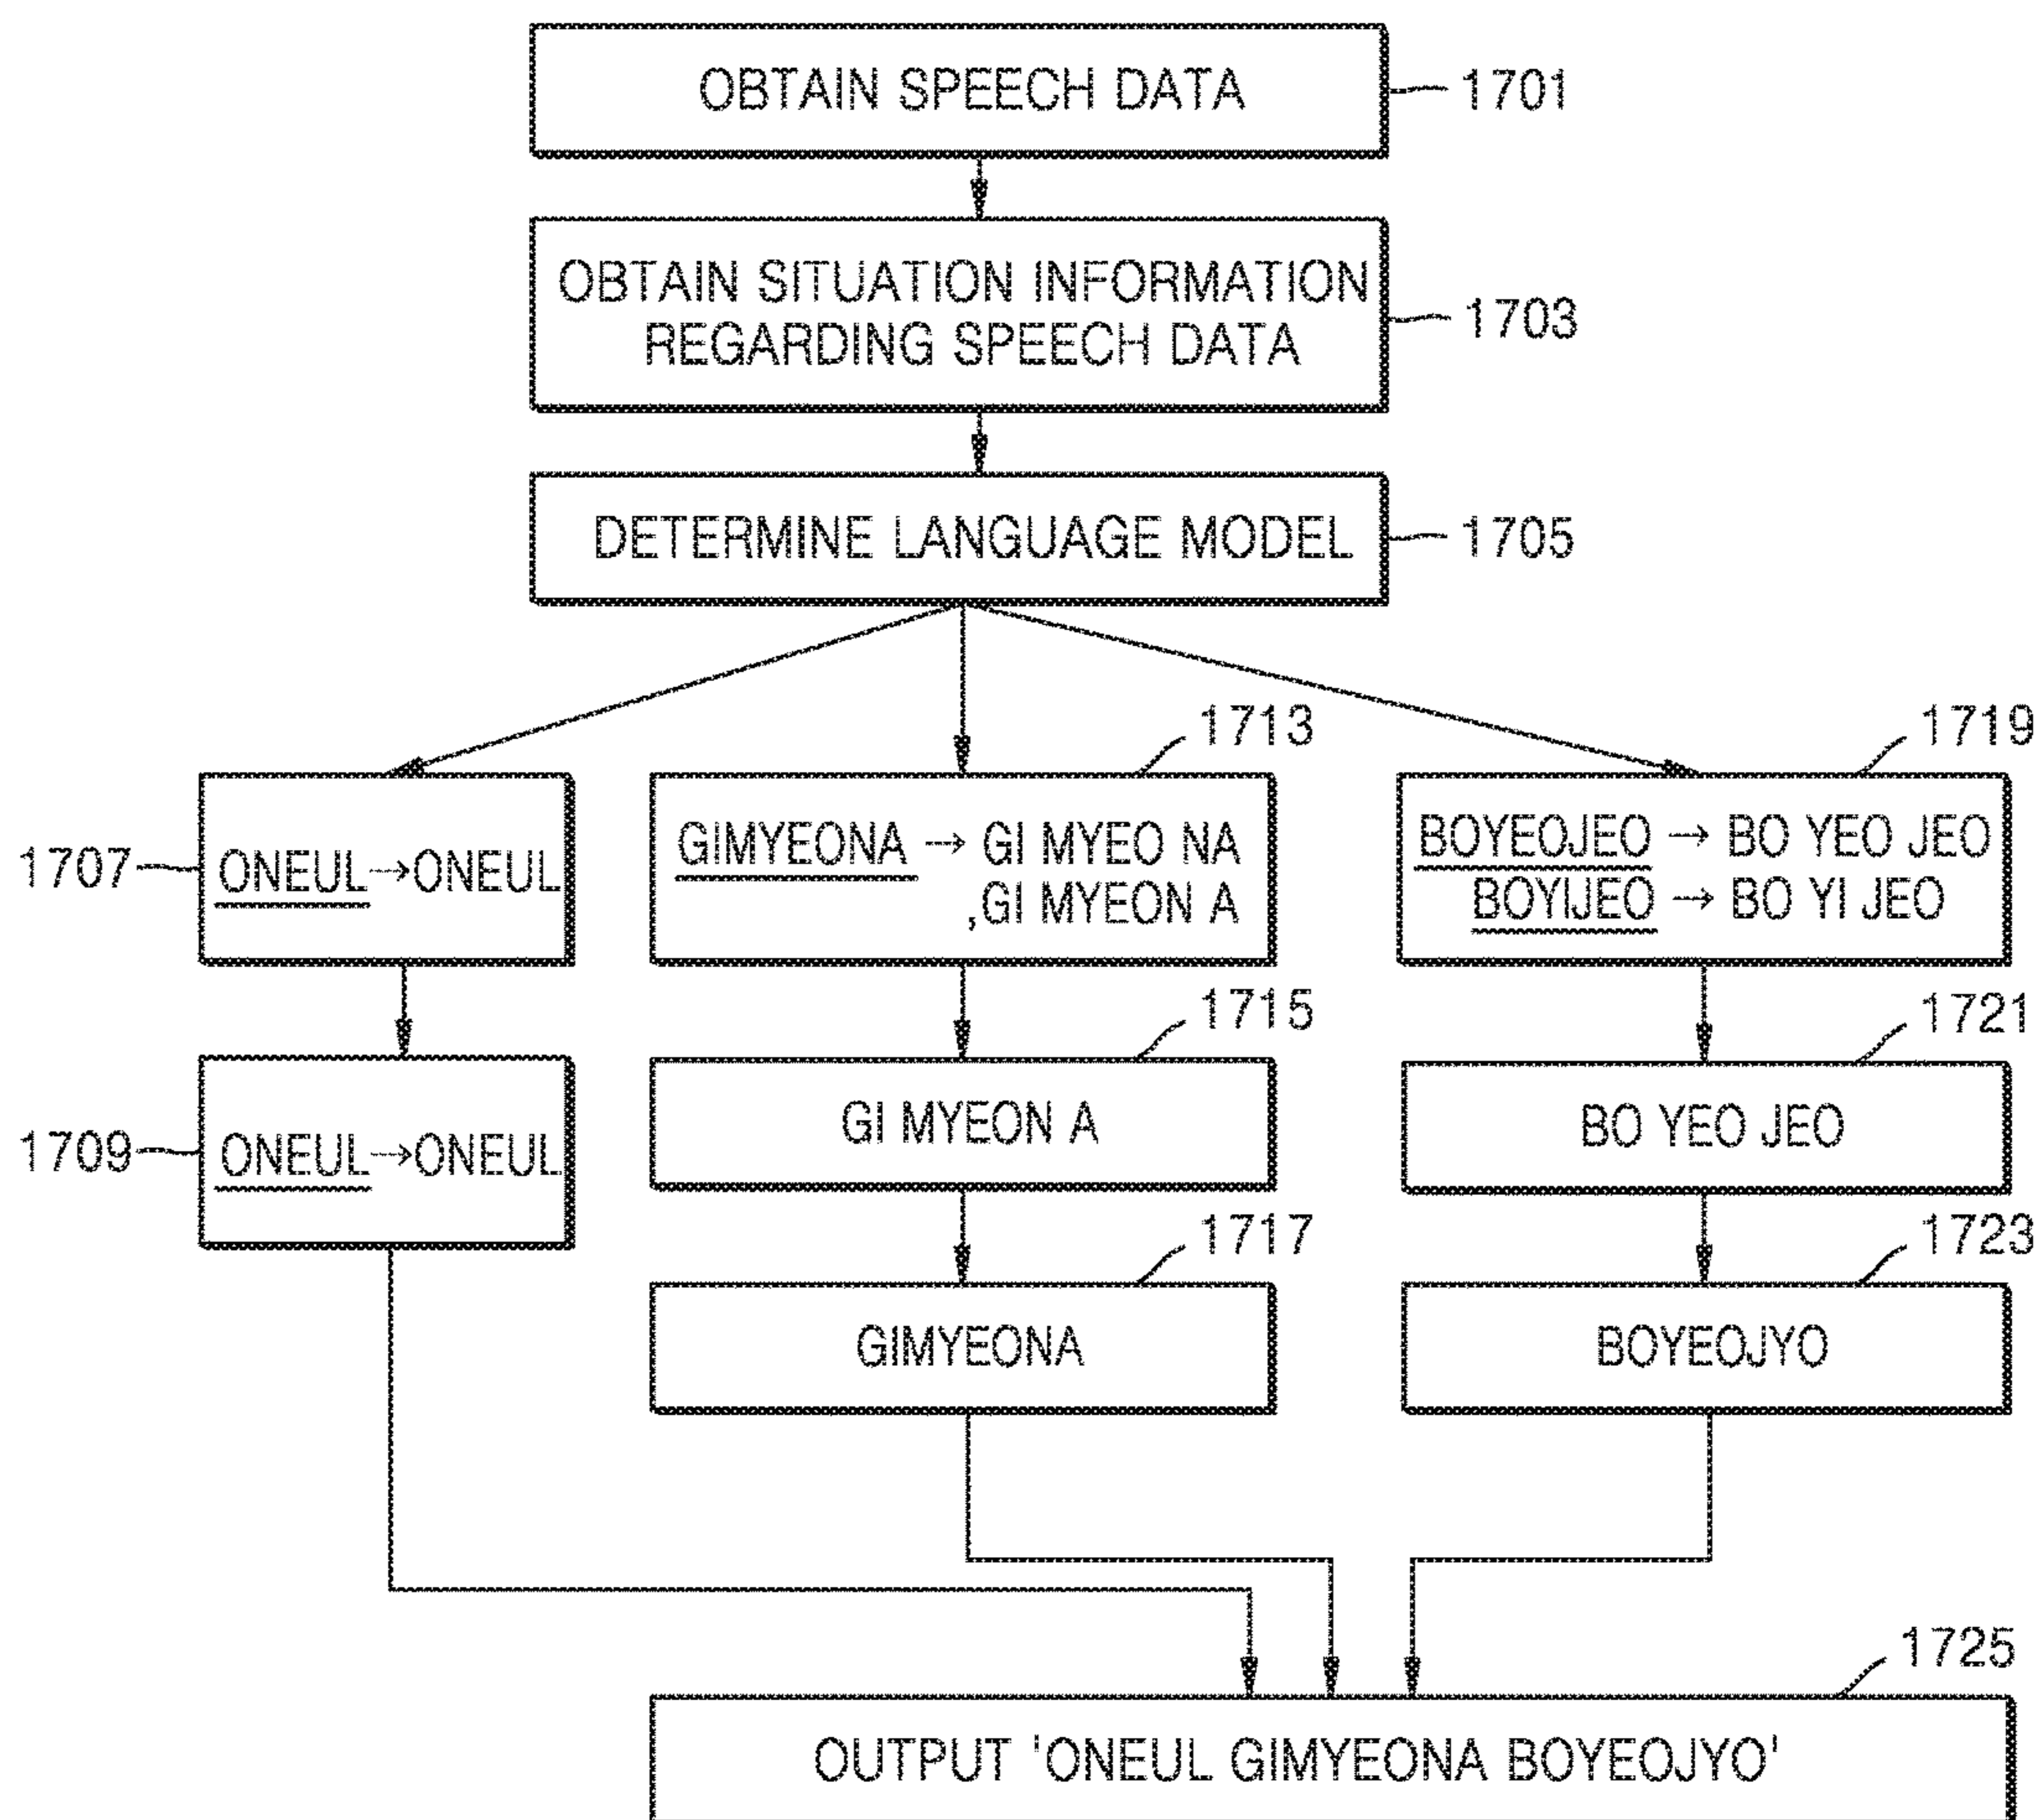 OBTAIN SPEECH DATA
1701
OBTAIN SITUATION INFORMATION
REGARDING SPEECH DATA
1703
DETERMINE LANGUAGE MODEL
1705
1707
ONEUL→ONEUL
1713
GIMYEONA → GI MYEO NA
,GI MYEON A
1719
BOYEOJEO → BO YEO JEO
BOYIJEO → BO YI JEO
1709
ONEUL→ONEUL
1715
GI MYEON A
1721
BO YEO JEO
1717
GIMYEONA
1723
BOYEOJYO
1725
OUTPUT 'ONEUL GIMYEONA BOYEOJYO'